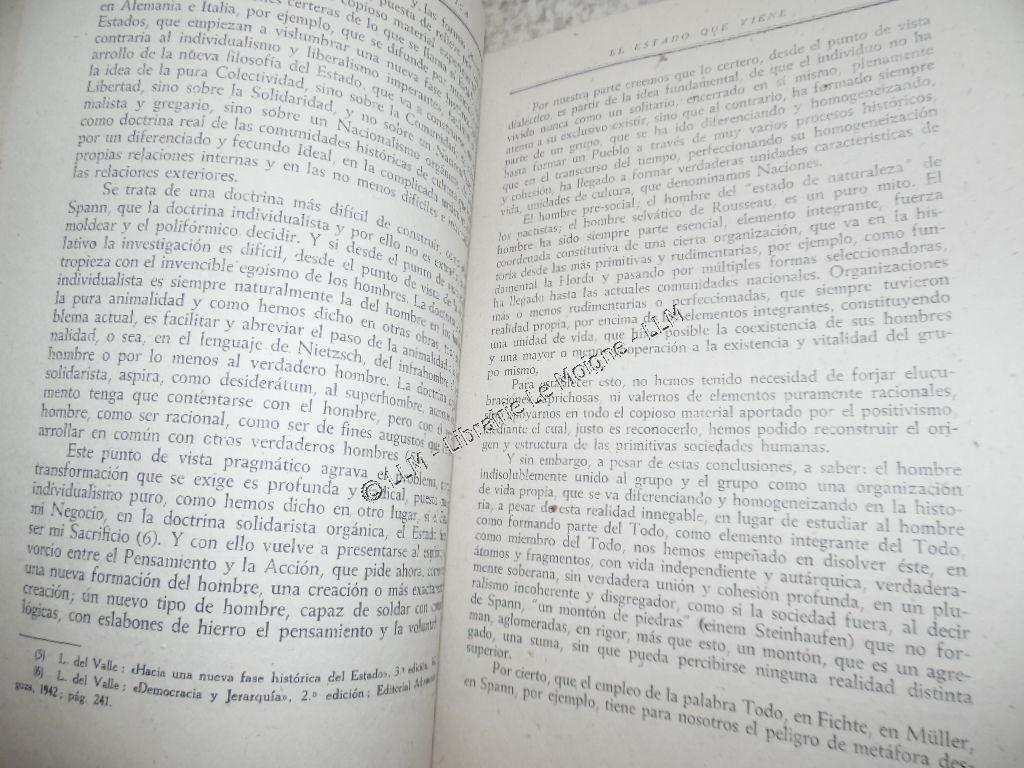 copioso material
en Alemania e Italia, por ejemplo, que se difunde por
Estados, que empiezan a vislumbrar una nueva fase
contraria al individualismo y liberalismo imperantes
arrollo de la nueva filosofía del Estado, que va a
la idea de la pura Colectividad, sino sobre la
Libertad, sino sobre la Solidaridad, y no sobre un
malista y gregario, sino sobre un Nacionalismo
como doctrina real de las comunidades históricas de cultura,
por un diferenciado y fecundo Ideal, en la complicada
propias relaciones internas y en las no menos difíciles e
las relaciones exteriores.
Se trata de una doctrina más difícil de construir,
Spann, que la doctrina individualista y por ello no es
moldear y el polifórmico decidir. Y si desde el punto de
lativo la investigación es difícil, desde el punto de vista de
tropieza con el invencible egoísmo de los hombres. La
individualista es siempre naturalmente la del hombre en
la pura animalidad y como hemos dicho en otras obras,
blema actual, es facilitar y abreviar el paso de la animalidad
nalidad, o sea, en el lenguaje de Nietzsch, del infrahombre
hombre o por lo menos al verdadero hombre. La doctrina
solidarista, aspira, como desiderátum, al superhombre,
mento tenga que contentarse con el hombre, pero con el
hombre, como ser racional, como ser de fines augustos que
arrollar en común con otros verdaderos hombres (5).
Este punto de vista pragmático agrava el problema,
transformación que se exige es profunda y radical, pues
individualismo puro, como hemos dicho en otro lugar, si
mi Negocio, en la doctrina solidarista orgánica, el Estado
ser mi Sacrificio (6). Y con ello vuelve a presentarse al
vorcio entre el Pensamiento y la Acción, que pide ahora,
una nueva formación del hombre, una creación o más
creación; un nuevo tipo de hombre, capaz de soldar con
lógicas, con eslabones de hierro el pensamiento y la
(5) L. del Valle: «Hacia una nueva fase histórica del Estado», 3.ª edición,
(6) L. del Valle: «Democracia y Jerarquía», 2.ª edición; Editorial
goza, 1942; pág. 241.
EL ESTADO QUE VIENE
Por nuestra parte creemos que lo certero, desde el punto de vista
dialéctico, es partir de la idea fundamental, de que el individuo no ha
vivido nunca como un solitario, encerrado en sí mismo, plenamente
atento a su exclusivo existir, sino que al contrario, ha formado siempre
parte de un grupo, que se ha ido diferenciando y homogeneizando,
hasta formar un Pueblo a través de muy varios procesos históricos,
que en el transcurso del tiempo, perfeccionando su homogeneización
y cohesión, ha llegado a formar verdaderas unidades características de
vida, unidades de cultura, que denominamos Naciones.
El hombre pre-social; el hombre del "estado de naturaleza" de
los pactistas; el hombre selvático de Rousseau, es un puro mito. El
hombre ha sido siempre parte esencial, elemento integrante, fuerza
coordenada constitutiva de una cierta organización, que va en la his-
toria desde las más primitivas y rudimentarias, por ejemplo, como fun-
damental la Horda y pasando por múltiples formas seleccionadoras,
ha llegado hasta las actuales comunidades nacionales. Organizaciones
más o menos rudimentarias o perfeccionadas, que siempre tuvieron
realidad propia, por encima de sus elementos integrantes, constituyendo
una unidad de vida, que hizo posible la coexistencia de sus hombres
y una mayor o menor cooperación a la existencia y vitalidad del gru-
po mismo.
Para establecer esto, no hemos tenido necesidad de forjar elucu-
braciones caprichosas, ni valernos de elementos puramente racionales,
apoyarnos en todo el copioso material aportado por el positivismo
mediante el cual, justo es reconocerlo, hemos podido reconstruir el ori-
gen y estructura de las primitivas sociedades humanas.
Y sin embargo, a pesar de estas conclusiones, a saber: el hombre
indisolublemente unido al grupo y el grupo como una organización
de vida propia, que se va diferenciando y homogeneizando en la histo-
ria, a pesar de esta realidad innegable, en lugar de estudiar al hombre
como formando parte del Todo, como elemento integrante del Todo,
como miembro del Todo, nos hemos empeñado en disolver éste, en
átomos y fragmentos, con vida independiente y autárquica, verdadera-
mente soberana, sin verdadera unión y cohesión profunda, en un plu-
ralismo incoherente y disgregador, como si la sociedad fuera, al decir
de Spann, "un montón de piedras" (einem Steinhaufen) que no for-
man, aglomeradas, en rigor, más que esto, un montón, que es un agre-
gado, una suma, sin que pueda percibirse ninguna realidad distinta
superior.
Por cierto, que el empleo de la palabra Todo, en Fichte, en Müller,
en Spann, por ejemplo, tiene para nosotros el peligro de metáfora des-
© LLM - Librairie Le Moigne - LLM